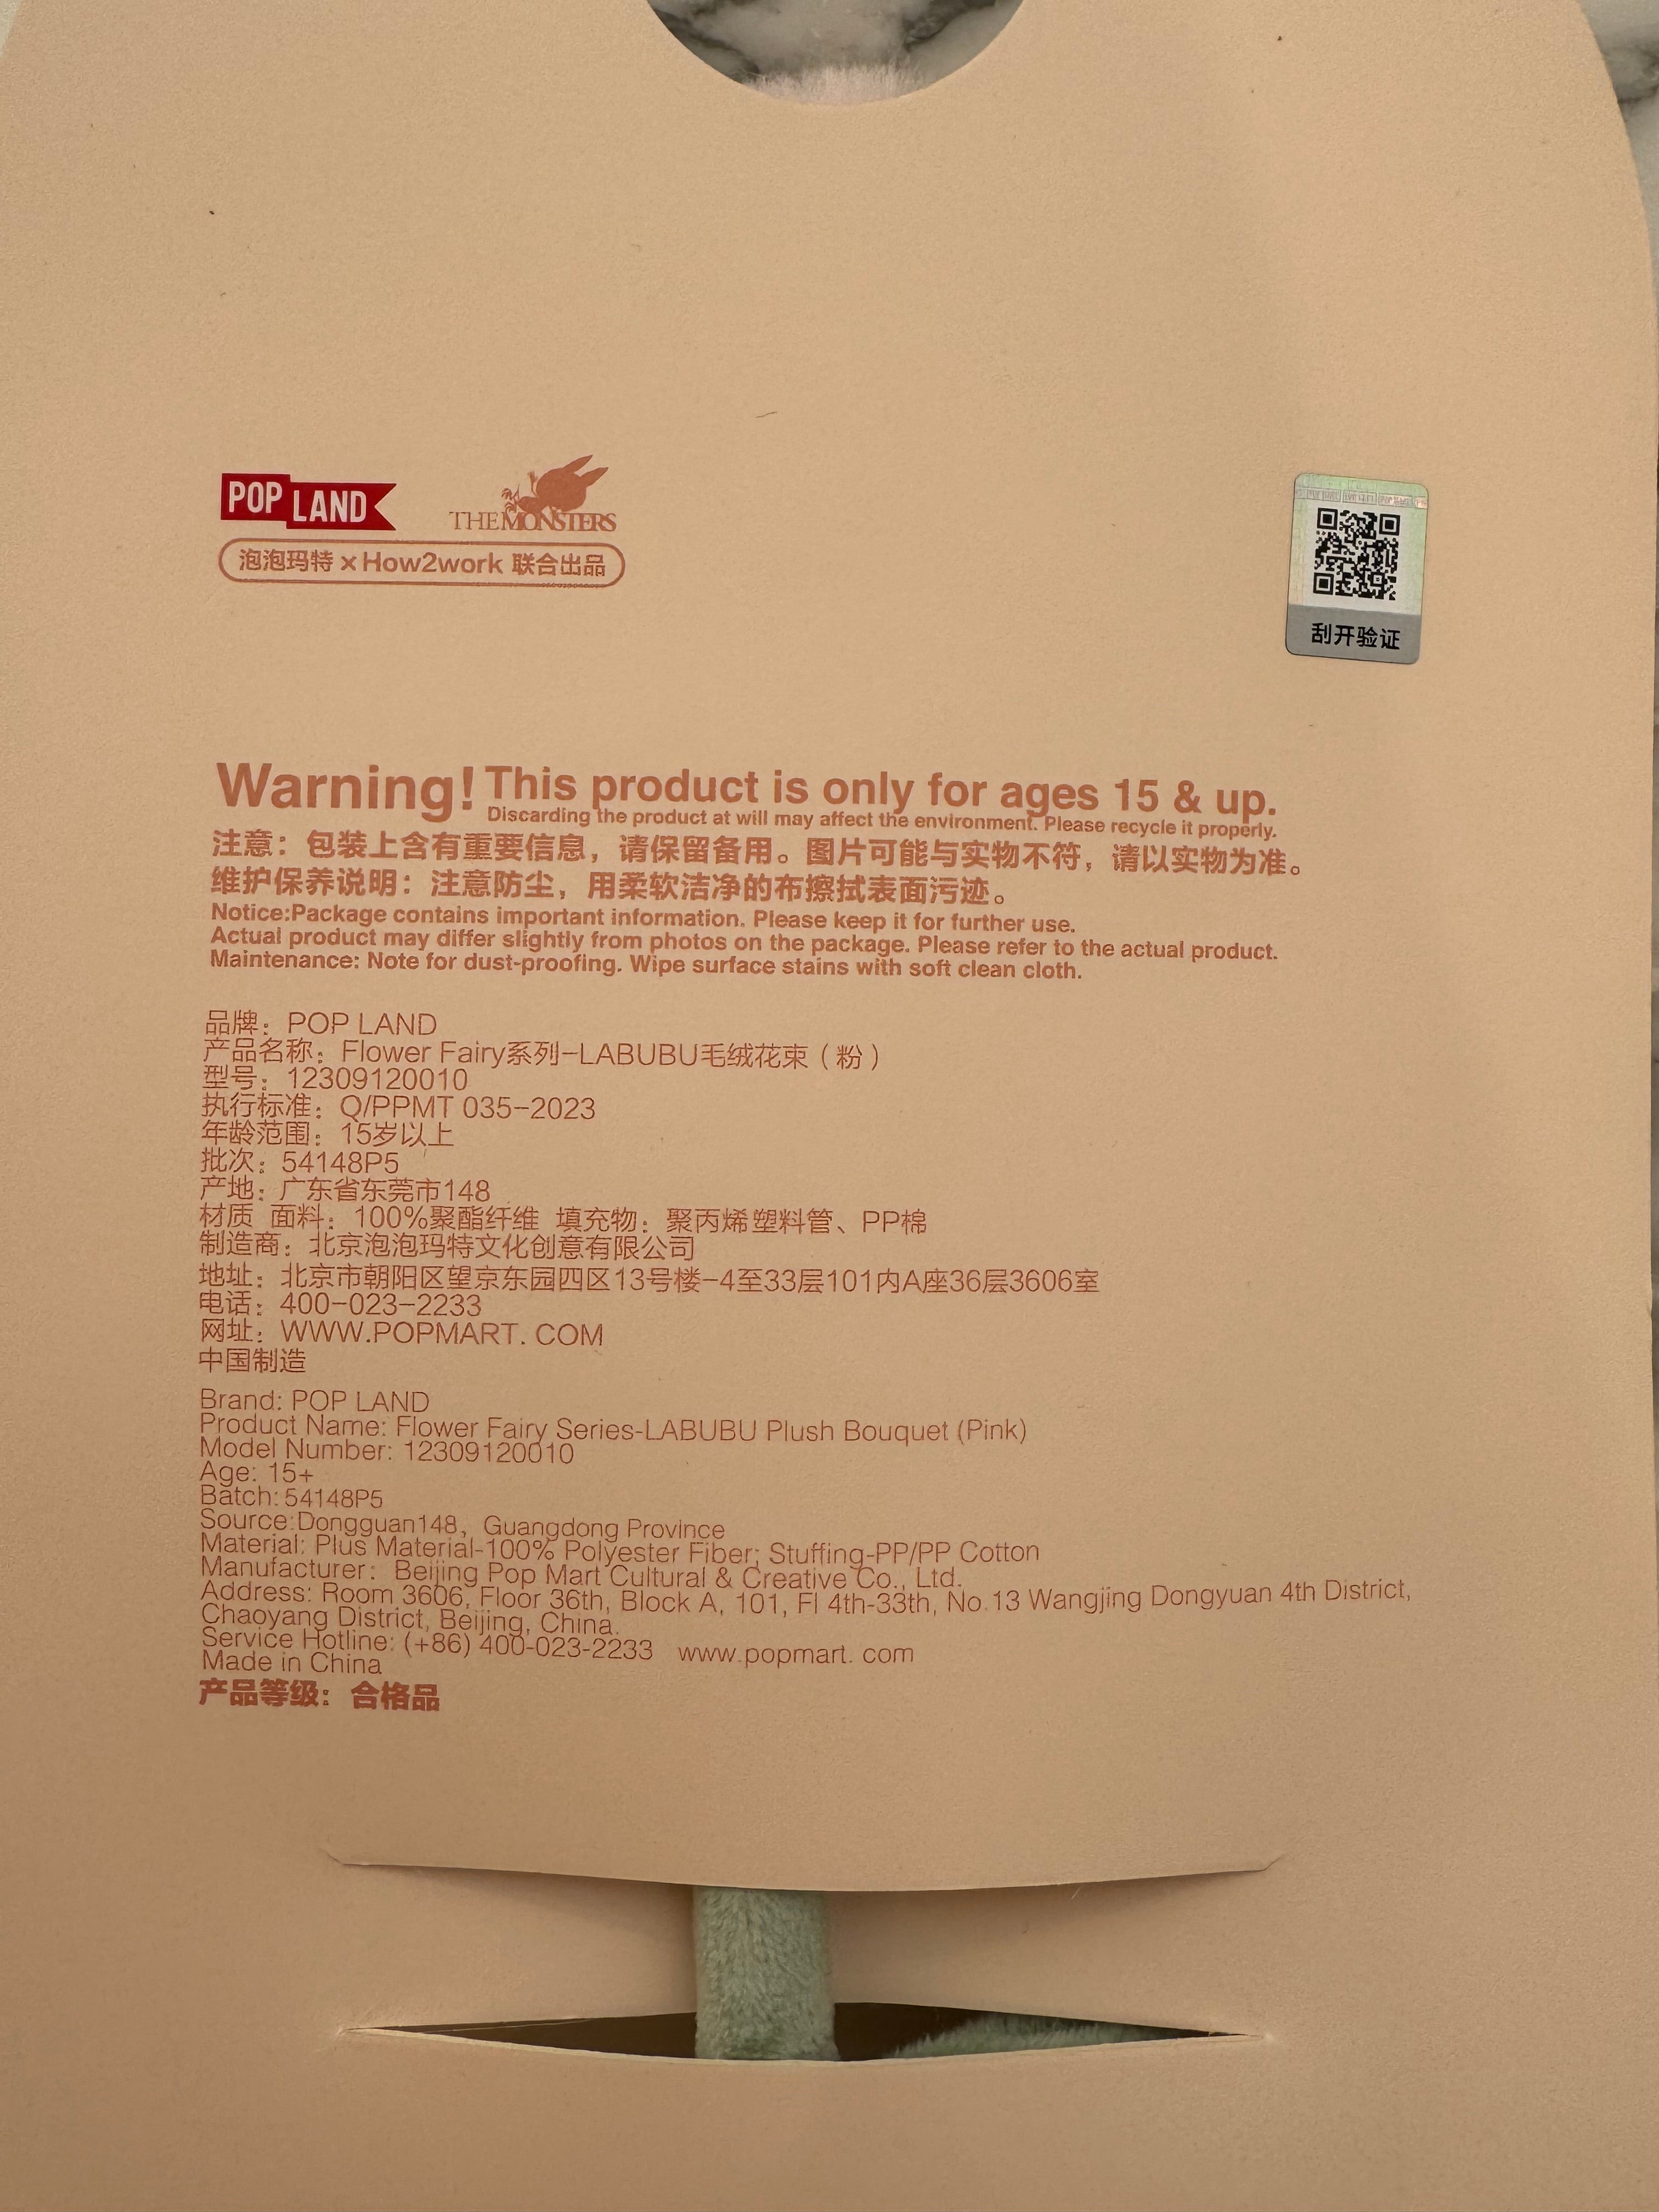 POP LAND
THE MONSTERS
泡泡玛特 × How2work 联合出品
刮开验证
Warning! This product is only for ages 15 & up.
Discarding the product at will may affect the environment. Please recycle it properly.
注意：包装上含有重要信息，请保留备用。图片可能与实物不符，请以实物为准。
维护保养说明：注意防尘，用柔软洁净的布擦拭表面污迹。
Notice:Package contains important information. Please keep it for further use.
Actual product may differ slightly from photos on the package. Please refer to the actual product.
Maintenance: Note for dust-proofing. Wipe surface stains with soft clean cloth.
品牌：POP LAND
产品名称：Flower Fairy系列-LABUBU毛绒花束（粉）
型号：12309120010
执行标准：Q/PPMT 035-2023
年龄范围：15岁以上
批次：54148P5
产地：广东省东莞市148
材质 面料：100%聚酯纤维 填充物：聚丙烯塑料管、PP棉
制造商：北京泡泡玛特文化创意有限公司
地址：北京市朝阳区望京东园四区13号楼-4至33层101内A座36层3606室
电话：400-023-2233
网址：WWW.POPMART. COM
中国制造
Brand: POP LAND
Product Name: Flower Fairy Series-LABUBU Plush Bouquet (Pink)
Model Number: 12309120010
Age: 15+
Batch: 54148P5
Source:Dongguan148，Guangdong Province
Material: Plus Material-100% Polyester Fiber; Stuffing-PP/PP Cotton
Manufacturer: Beijing Pop Mart Cultural & Creative Co., Ltd.
Address: Room 3606, Floor 36th, Block A, 101, Fl 4th-33th, No.13 Wangjing Dongyuan 4th District,
Chaoyang District, Beijing, China.
Service Hotline: (+86) 400-023-2233 www.popmart. com
Made in China
产品等级：合格品